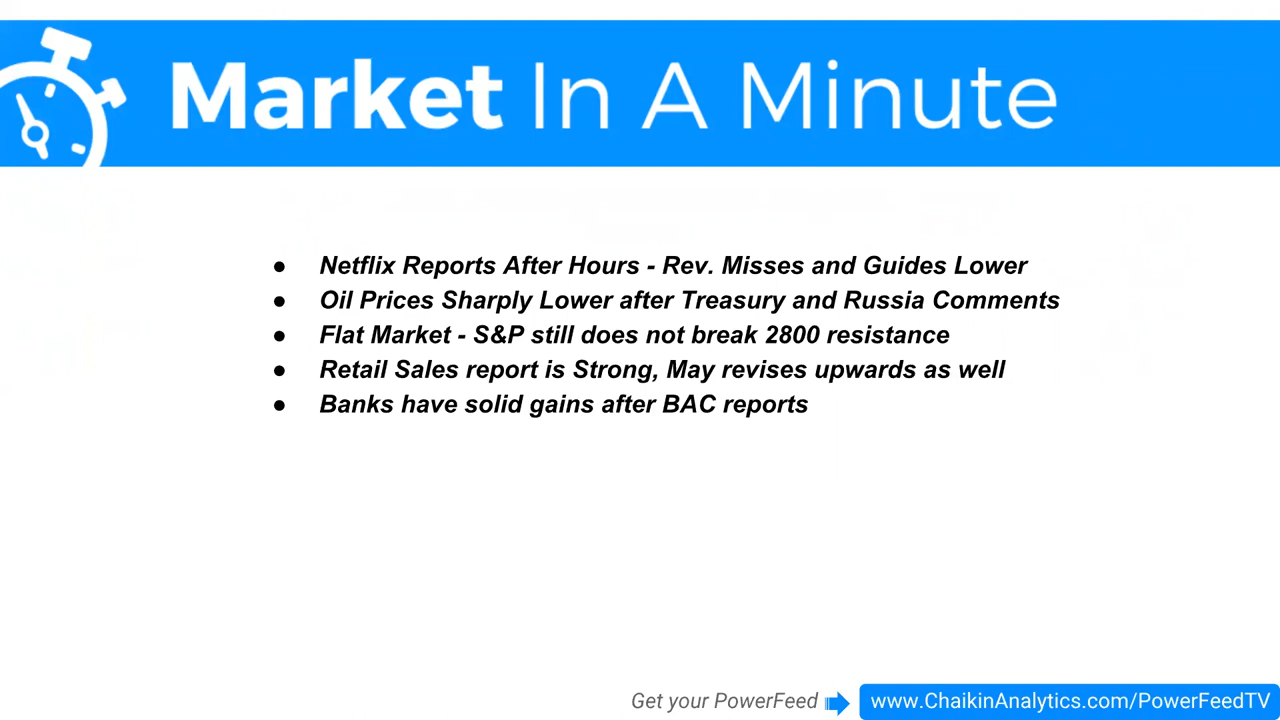 Market In A Minute
● Netflix Reports After Hours - Rev. Misses and Guides Lower
● Oil Prices Sharply Lower after Treasury and Russia Comments
● Flat Market - S&P still does not break 2800 resistance
● Retail Sales report is Strong, May revises upwards as well
● Banks have solid gains after BAC reports
Get your PowerFeed www.ChaikinAnalytics.com/PowerFeedTV